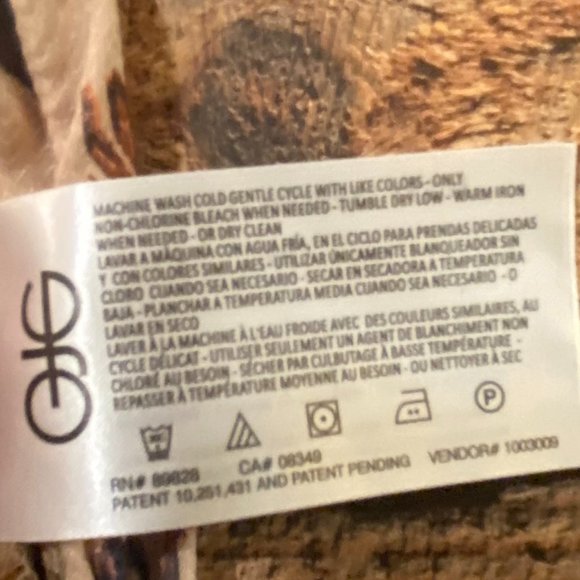 MACHINE WASH COLD GENTLE CYCLE WITH LIKE COLORS - ONLY
NON-CHLORINE BLEACH WHEN NEEDED - TUMBLE DRY LOW - WARM IRON
WHEN NEEDED - OR DRY CLEAN
LAVAR A MÁQUINA CON AGUA FRÍA, EN EL CICLO PARA PRENDAS DELICADAS
Y CON COLORES SIMILARES - UTILIZAR ÚNICAMENTE BLANQUEADOR SIN
CLORO CUANDO SEA NECESARIO - SECAR EN SECADORA A TEMPERATURA
BAJA - PLANCHAR A TEMPERATURA MEDIA CUANDO SEA NECESARIO - O
LAVAR EN SECO
LAVER À LA MACHINE À L'EAU FROIDE AVEC DES COULEURS SIMILAIRES, AU
CYCLE DÉLICAT - UTILISER SEULEMENT UN AGENT DE BLANCHIMENT NON
CHLORÉ AU BESOIN - SÉCHER PAR CULBUTAGE À BASSE TEMPÉRATURE -
REPASSER À TEMPÉRATURE MOYENNE AU BESOIN - OU NETTOYER À SEC
P
RN# 89828 CA# 08349 VENDOR# 1003009
PATENT 10,251,431 AND PATENT PENDING